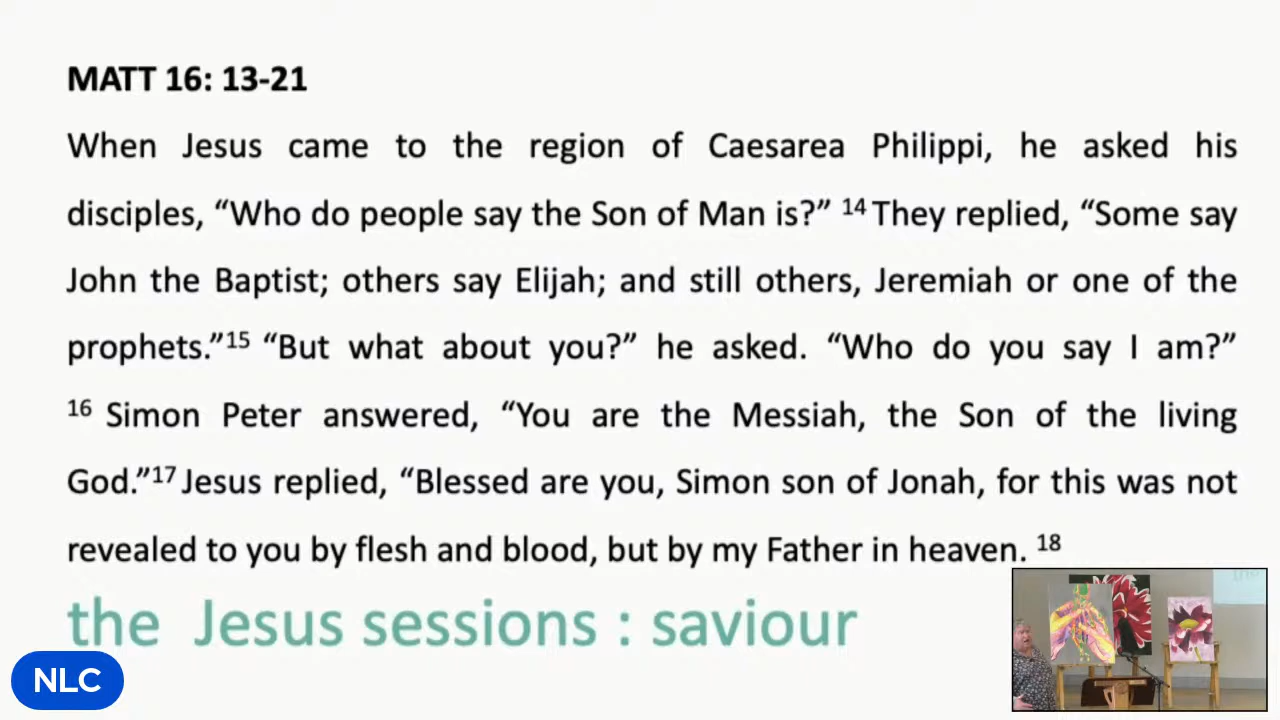 MATT 16: 13-21
When Jesus came to the region of Caesarea Philippi, he asked his
disciples, “Who do people say the Son of Man is?” 14 They replied, “Some say
John the Baptist; others say Elijah; and still others, Jeremiah or one of the
prophets.”15 “But what about you?” he asked. “Who do you say I am?”
16 Simon Peter answered, “You are the Messiah, the Son of the living
God.”17 Jesus replied, “Blessed are you, Simon son of Jonah, for this was not
revealed to you by flesh and blood, but by my Father in heaven. 18
the Jesus sessions : saviour
NLC